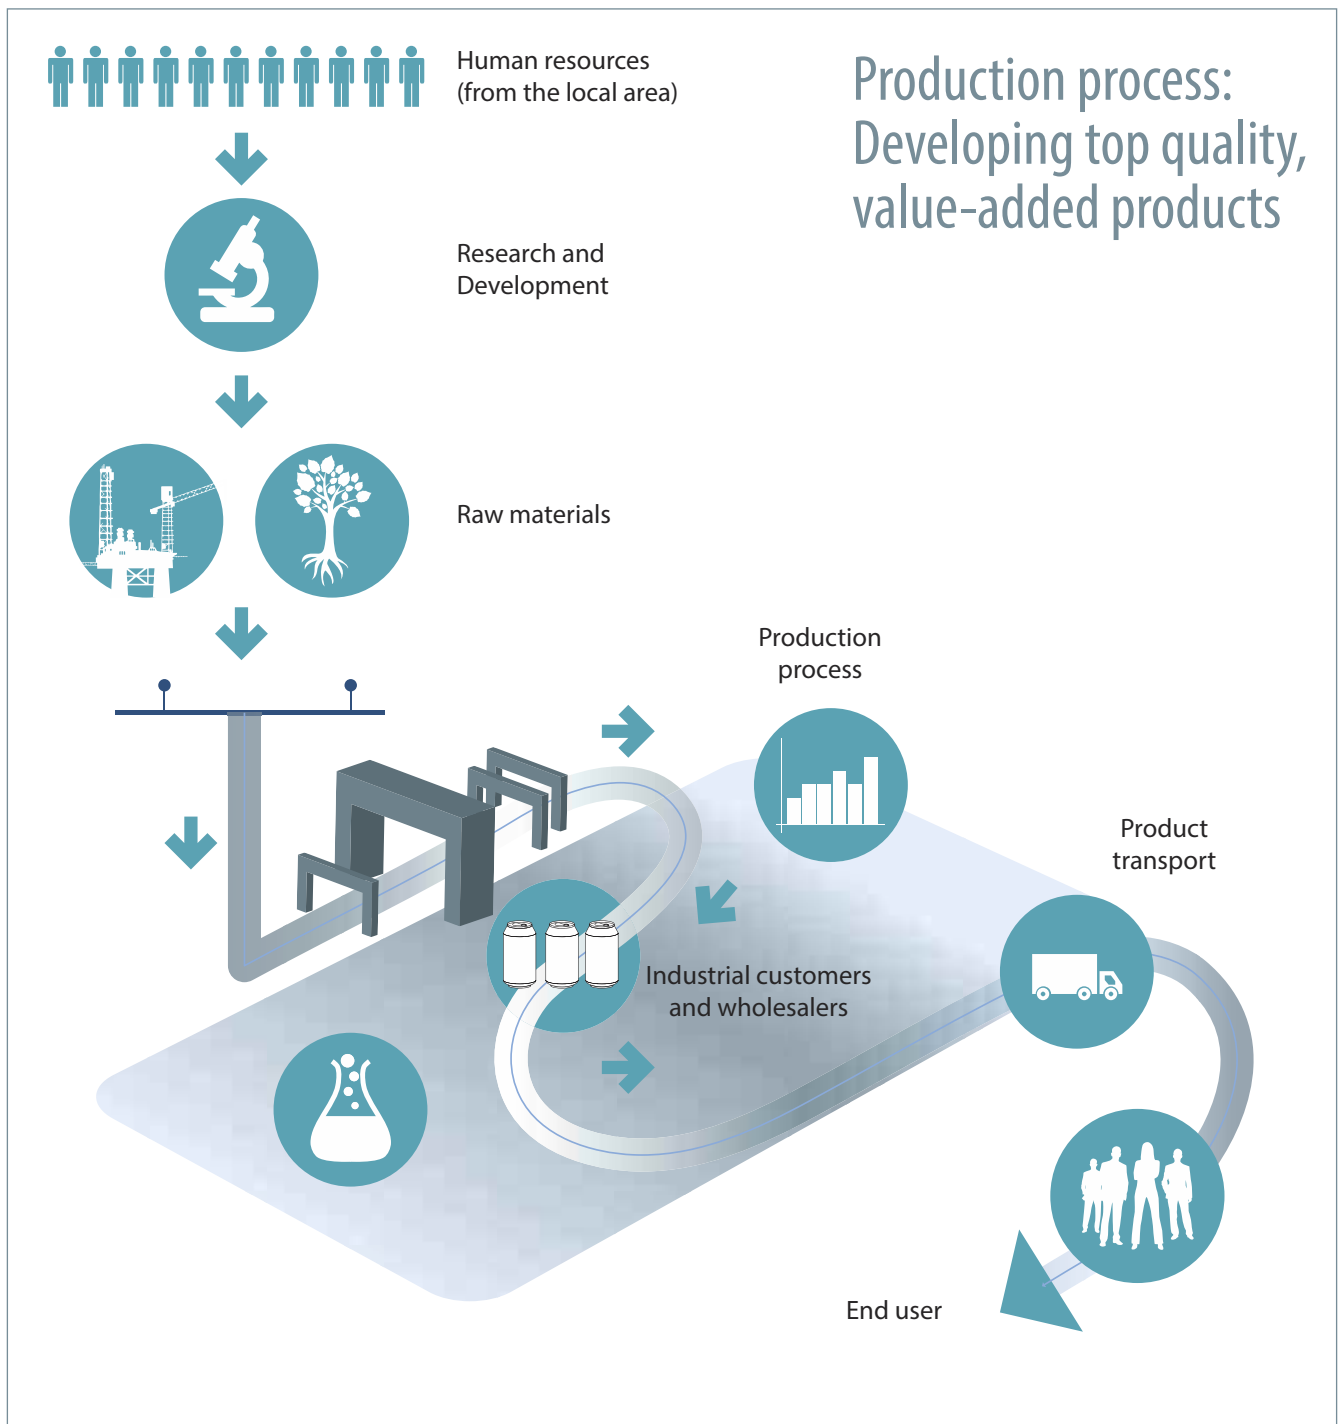 Human resources
(from the local area)
Production process:
Developing top quality,
value-added products
Research and
Development
Raw materials
Production
process
Product
transport
Industrial customers
and wholesalers
End user